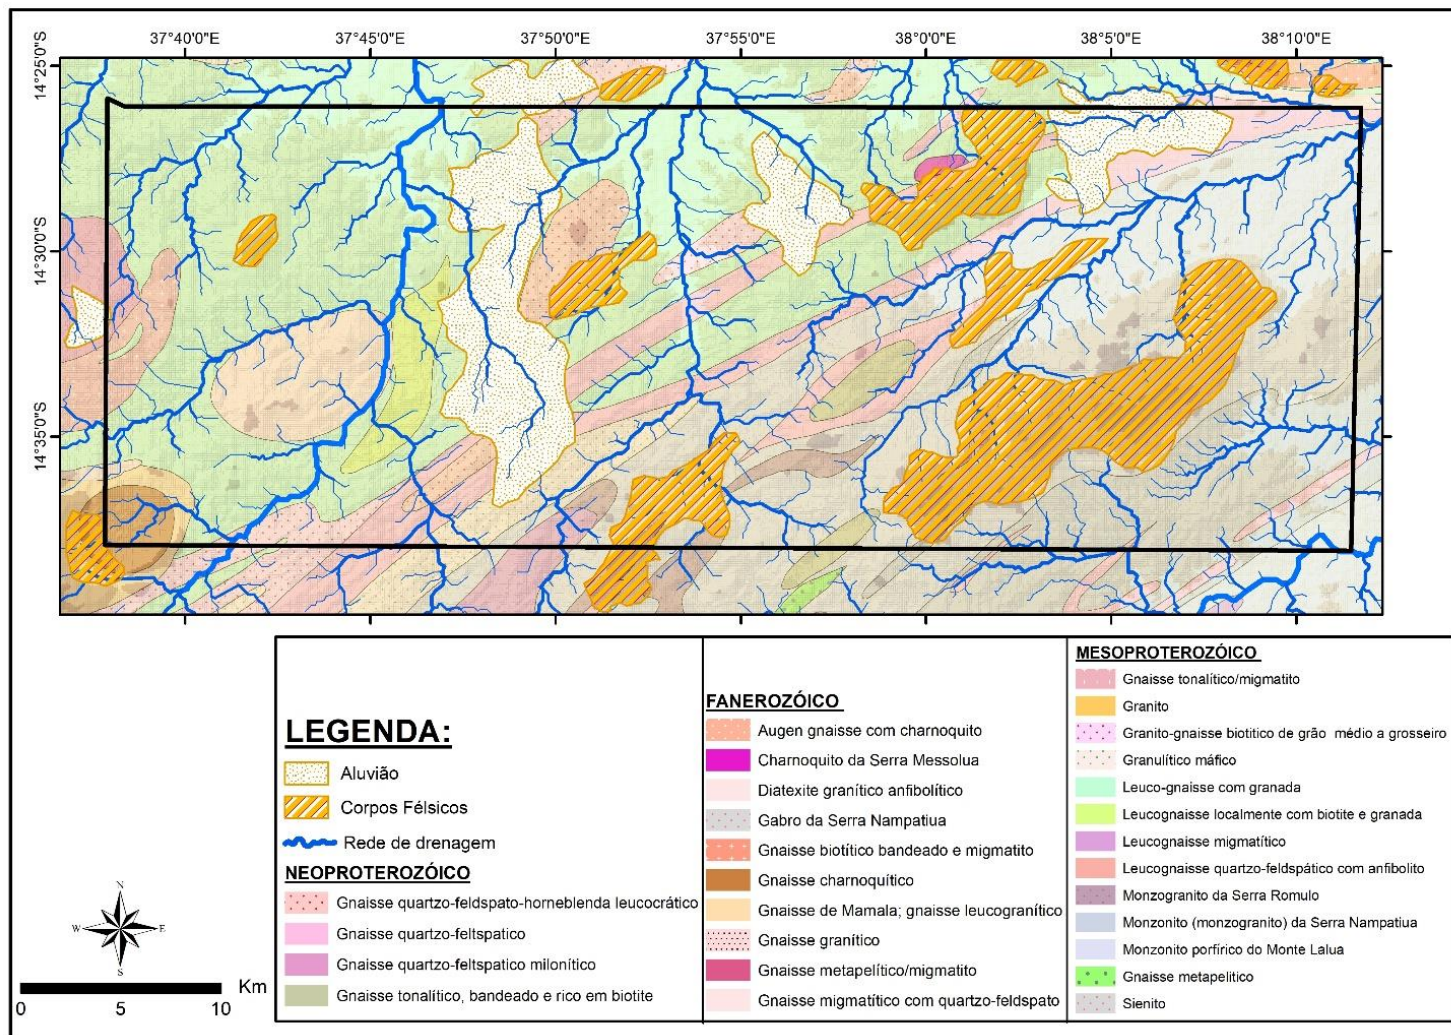 37°40'0"E 37°45'0"E 37°50'0"E 37°55'0"E 38°0'0"E 38°5'0"E 38°10'0"E
14°25'0"S
14°30'0"S
14°35'0"S
LEGENDA:
Aluvião
Corpos Félsicos
Rede de drenagem
NEOPROTEROZÓICO
Gnaisse quartzo-feldspato-horneblenda leucocrático
Gnaisse quartzo-feltspatico
Gnaisse quartzo-feltspatico milonítico
Gnaisse tonalítico, bandeado e rico em biotite
FANEROZÓICO
Augen gnaisse com charnoquito
Charnoquito da Serra Messolua
Diatexite granítico anfibolítico
Gabro da Serra Nampatiua
Gnaisse biotítico bandeado e migmatito
Gnaisse charnoquítico
Gnaisse de Mamala; gnaisse leucogranítico
Gnaisse granítico
Gnaisse metapelítico/migmatito
Gnaisse migmatítico com quartzo-feldspato
MESOPROTEROZÓICO
Gnaisse tonalítico/migmatito
Granito
Granito-gnaisse biotitico de grão médio a grosseiro
Granulítico máfico
Leuco-gnaisse com granada
Leucognaisse localmente com biotite e granada
Leucognaisse migmatítico
Leucognaisse quartzo-feldspático com anfibolito
Monzogranito da Serra Romulo
Monzonito (monzogranito) da Serra Nampatiua
Monzonito porfírico do Monte Lalua
Gnaisse metapelitico
Sienito
N
W E
S
0 5 10 Km